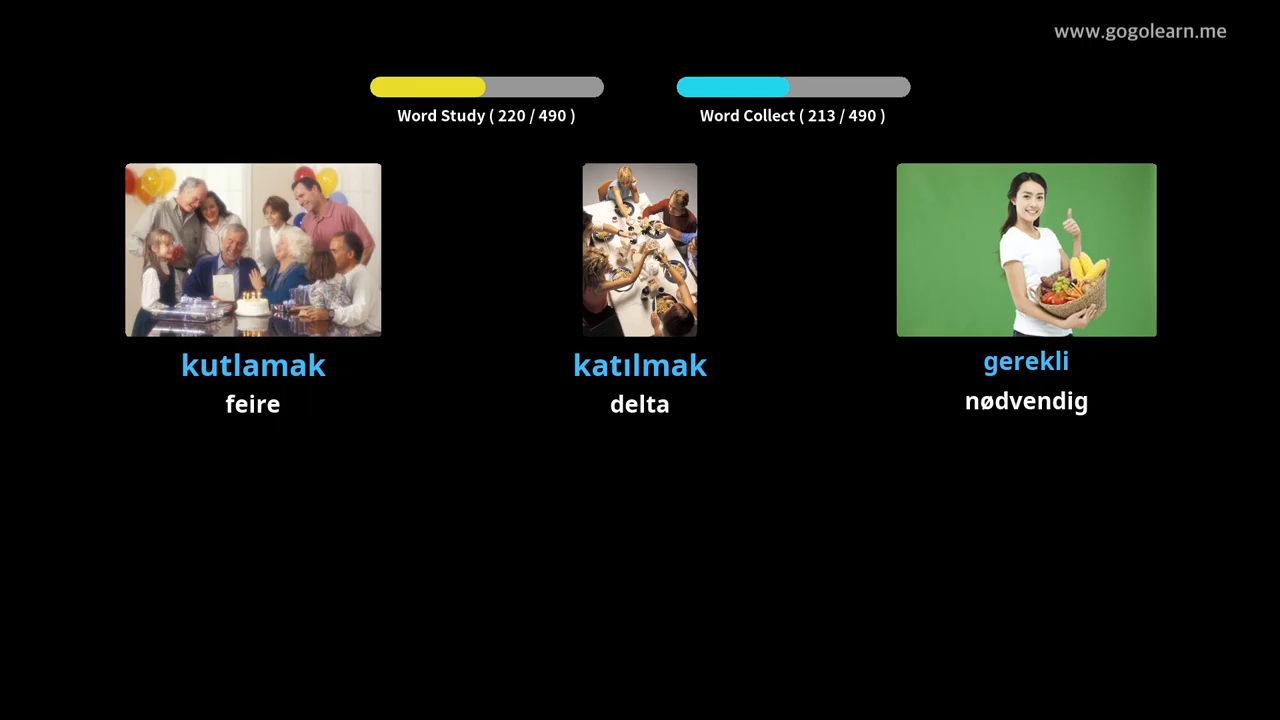 www.gogolearn.me
Word Study ( 220 / 490 )
Word Collect ( 213 / 490 )
kutlamak
feire
katılmak
delta
gerekli
nødvendig